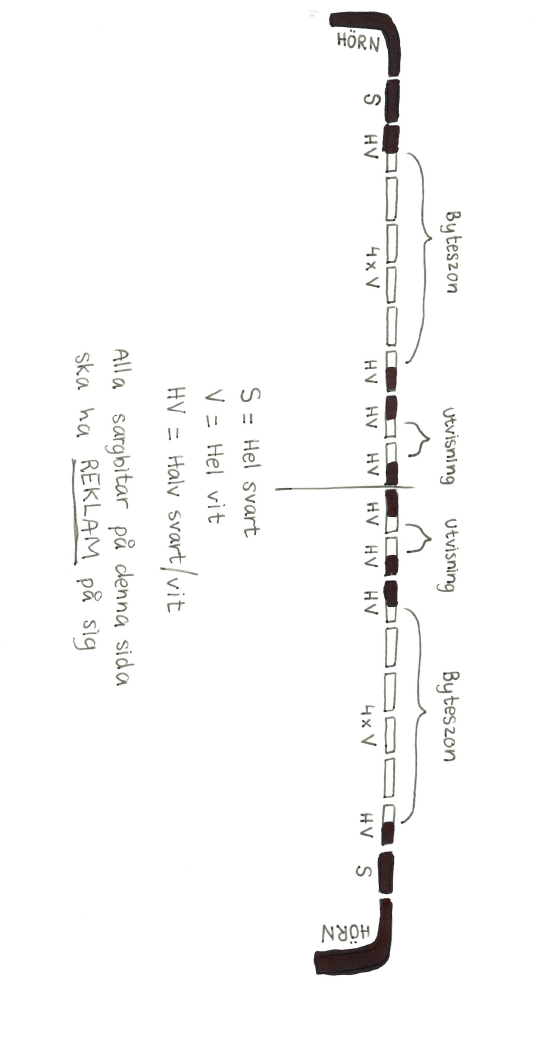 Byteszon
utvisning
utvisning
Byteszon
HÖRN
S
HV
4xV
HV
HV
HV
HV
HV
HV
4xV
HV
S
HÖRN
S = Hel svart
V = Hel vit
HV = Halv svart/vit
Alla sargbitar på denna sida
ska ha REKLAM på sig